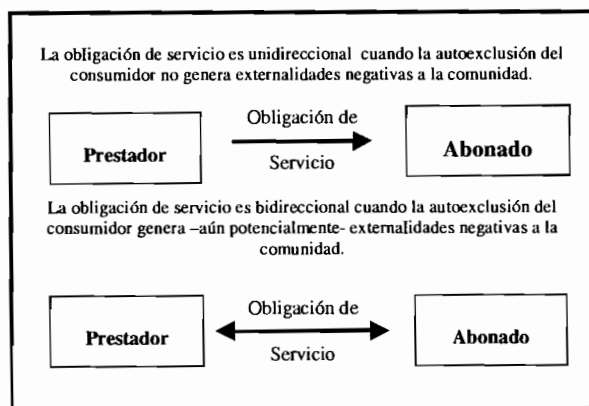 La obligación de servicio es unidireccional cuando la autoexclusión del
consumidor no genera externalidades negativas a la comunidad.
Obligación de
Prestador
Abonado
Servicio
La obligación de servicio es bidireccional cuando la autoexclusión del
consumidor genera –aún potencialmente- externalidades negativas a la
comunidad.
Obligación de
Prestador
Abonado
Servicio